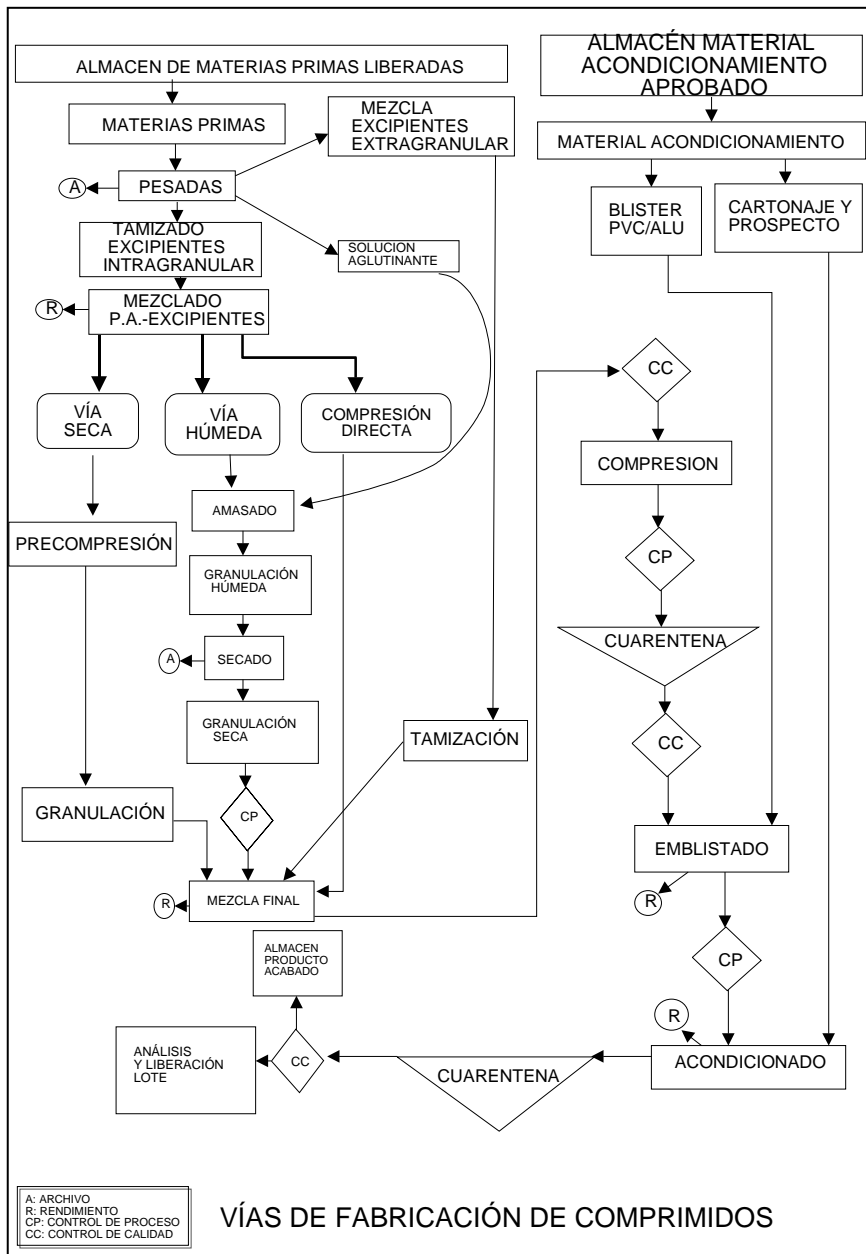 ALMACEN DE MATERIAS PRIMAS LIBERADAS
MATERIAS PRIMAS
MEZCLA
EXCIPIENTES
EXTRAGRANULAR
A
PESADAS
TAMIZADO
EXCIPIENTES
INTRAGRANULAR
SOLUCION
AGLUTINANTE
R
MEZCLADO
P.A.-EXCIPIENTES
VÍA
SECA
VÍA
HÚMEDA
COMPRESIÓN
DIRECTA
AMASADO
PRECOMPRESIÓN
GRANULACIÓN
HÚMEDA
A
SECADO
GRANULACIÓN
SECA
TAMIZACIÓN
GRANULACIÓN
CP
R
MEZCLA FINAL
ALMACÉN MATERIAL
ACONDICIONAMIENTO
APROBADO
MATERIAL ACONDICIONAMIENTO
BLISTER
PVC/ALU
CARTONAJE Y
PROSPECTO
CC
COMPRESION
CP
CUARENTENA
CC
EMBLISTADO
R
CP
R
ACONDICIONADO
CUARENTENA
CC
ALMACEN
PRODUCTO
ACABADO
ANÁLISIS
Y LIBERACIÓN
LOTE
A: ARCHIVO
R: RENDIMIENTO
CP: CONTROL DE PROCESO
CC: CONTROL DE CALIDAD
VÍAS DE FABRICACIÓN DE COMPRIMIDOS